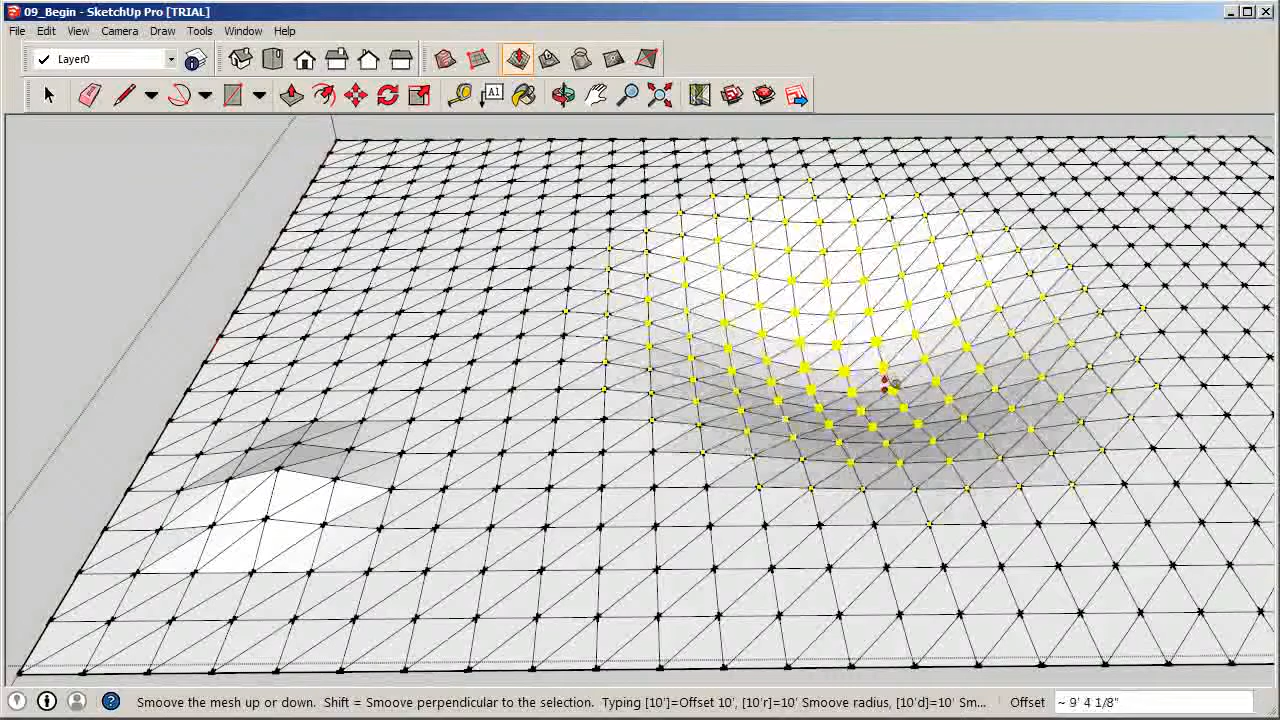 09_Begin - SketchUp Pro [TRIAL]
File Edit View Camera Draw Tools Window Help
Layer0
A1
Smoove the mesh up or down. Shift = Smoove perpendicular to the selection. Typing [10']=Offset 10', [10'r]=10' Smoove radius, [10'd]=10' Sm... Offset ~ 9' 4 1/8"